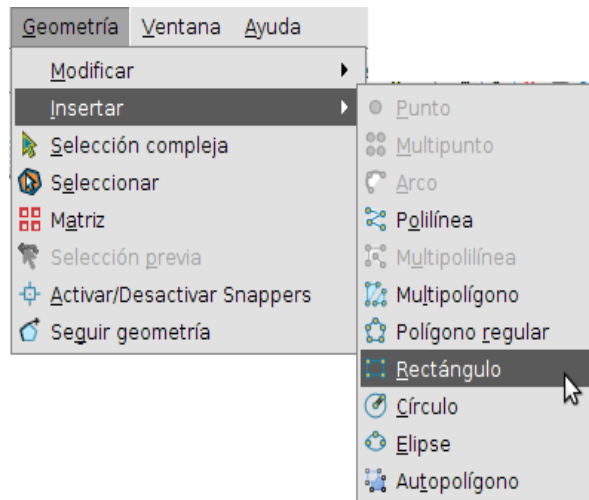 Geometría Ventana Ayuda
Modificar
Insertar
Selección compleja
Seleccionar
Matriz
Selección previa
Activar/Desactivar Snappers
Seguir geometría
Punto
Multipunto
Arco
Polilínea
Multipolilínea
Multipolígono
Polígono regular
Rectángulo
Círculo
Elipse
Autopolígono